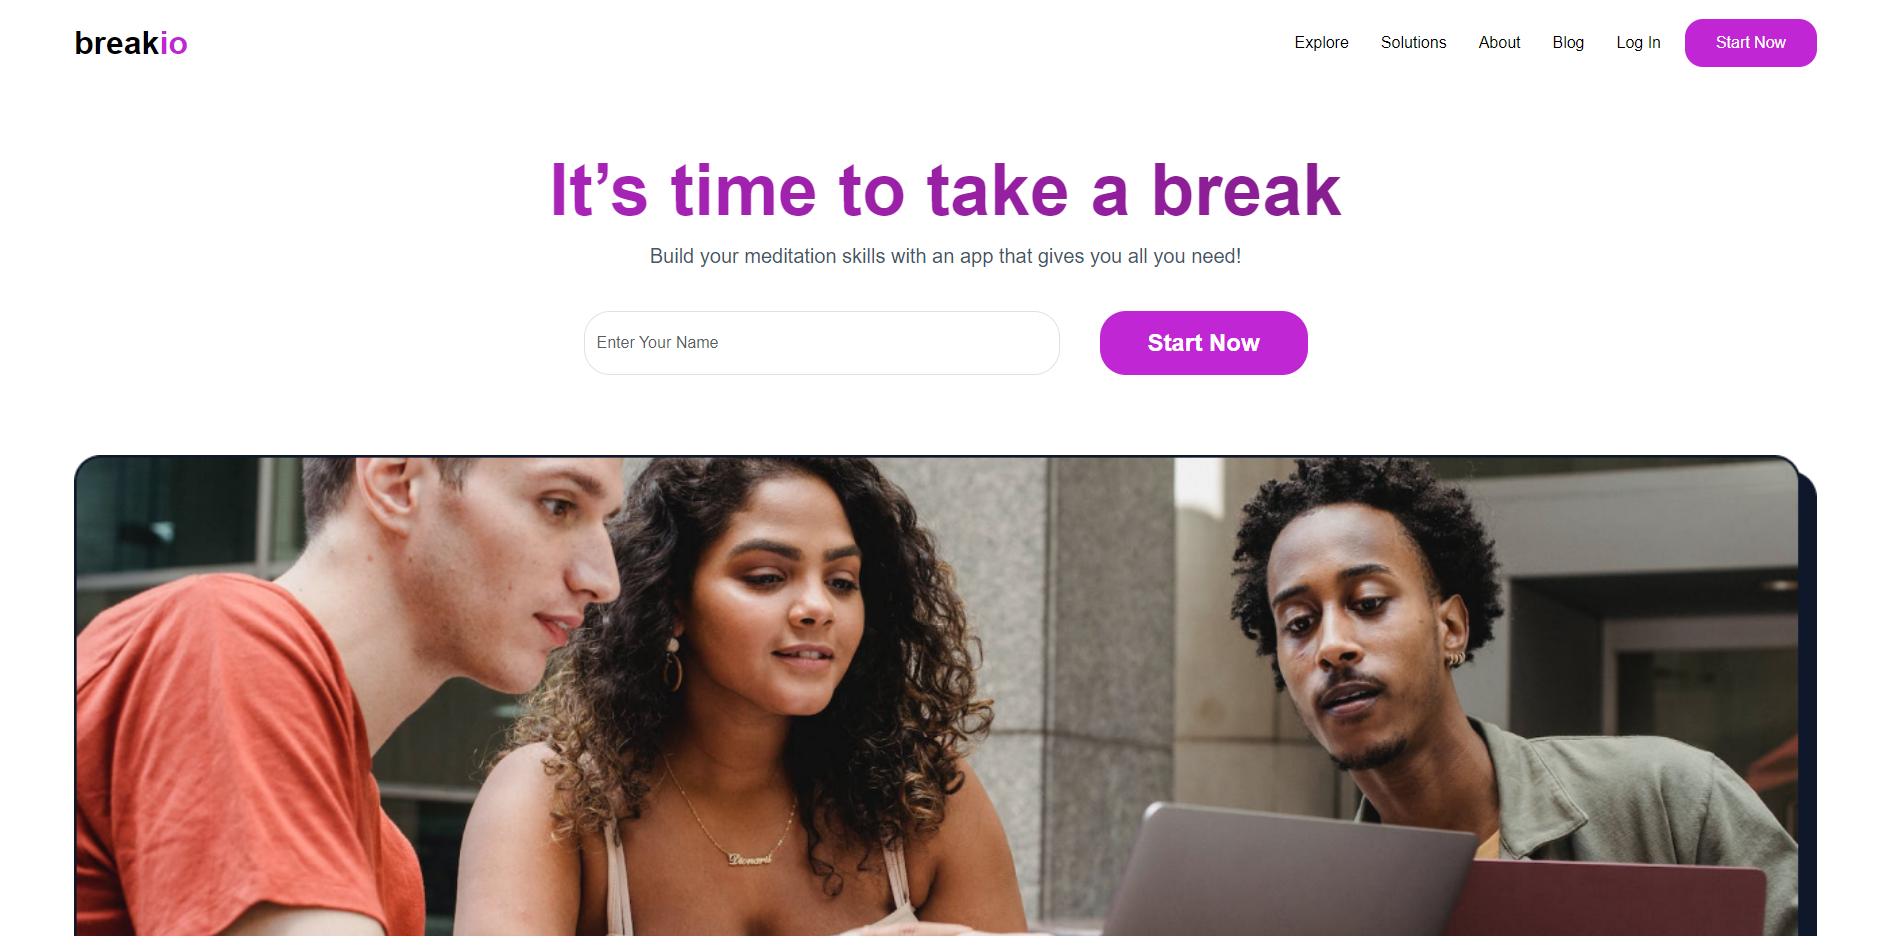 breakio
Explore Solutions About Blog Log In Start Now
It’s time to take a break
Build your meditation skills with an app that gives you all you need!
Enter Your Name Start Now